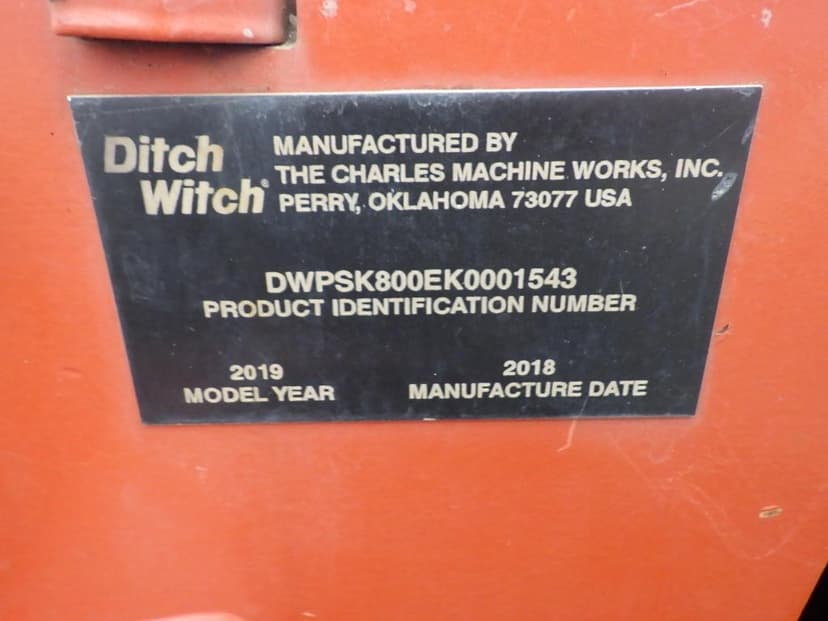 Ditch Witch®
MANUFACTURED BY
THE CHARLES MACHINE WORKS, INC.
PERRY, OKLAHOMA 73077 USA
DWPSK800EK0001543
PRODUCT IDENTIFICATION NUMBER
2019
MODEL YEAR
2018
MANUFACTURE DATE